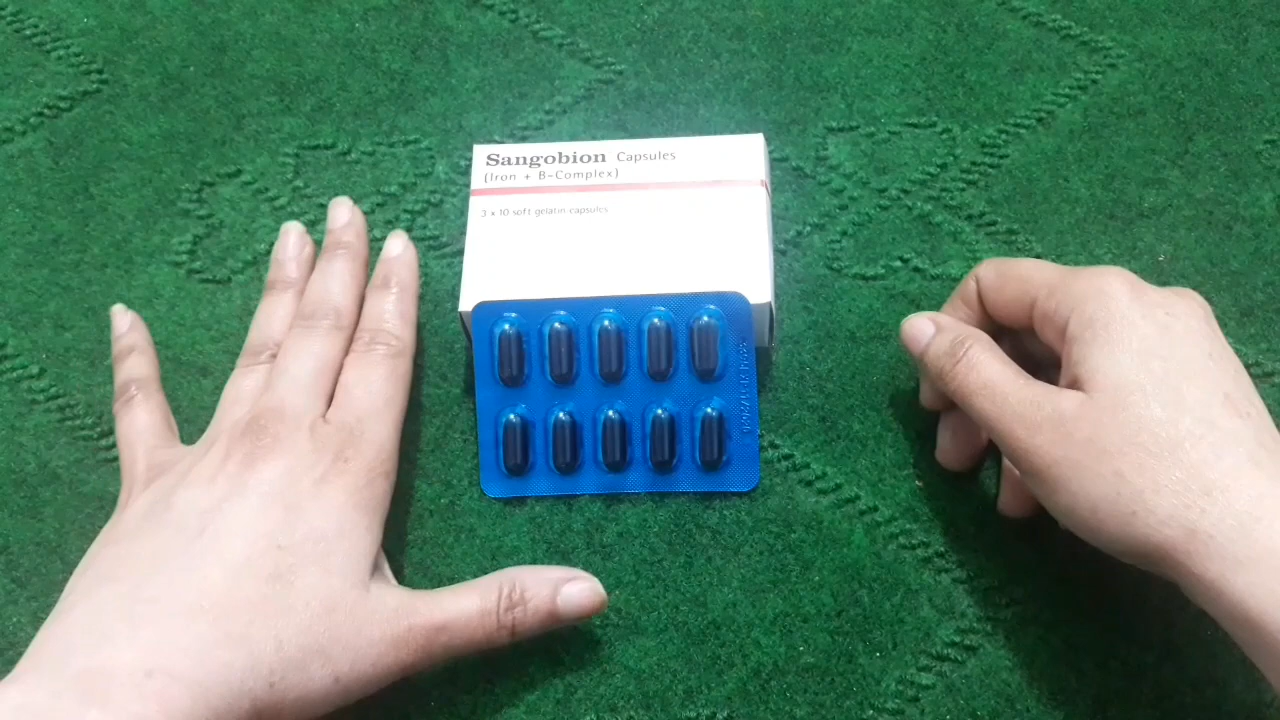 Sangobion Capsules
(Iron + B-Complex)
3 x 10 soft gelatin capsules